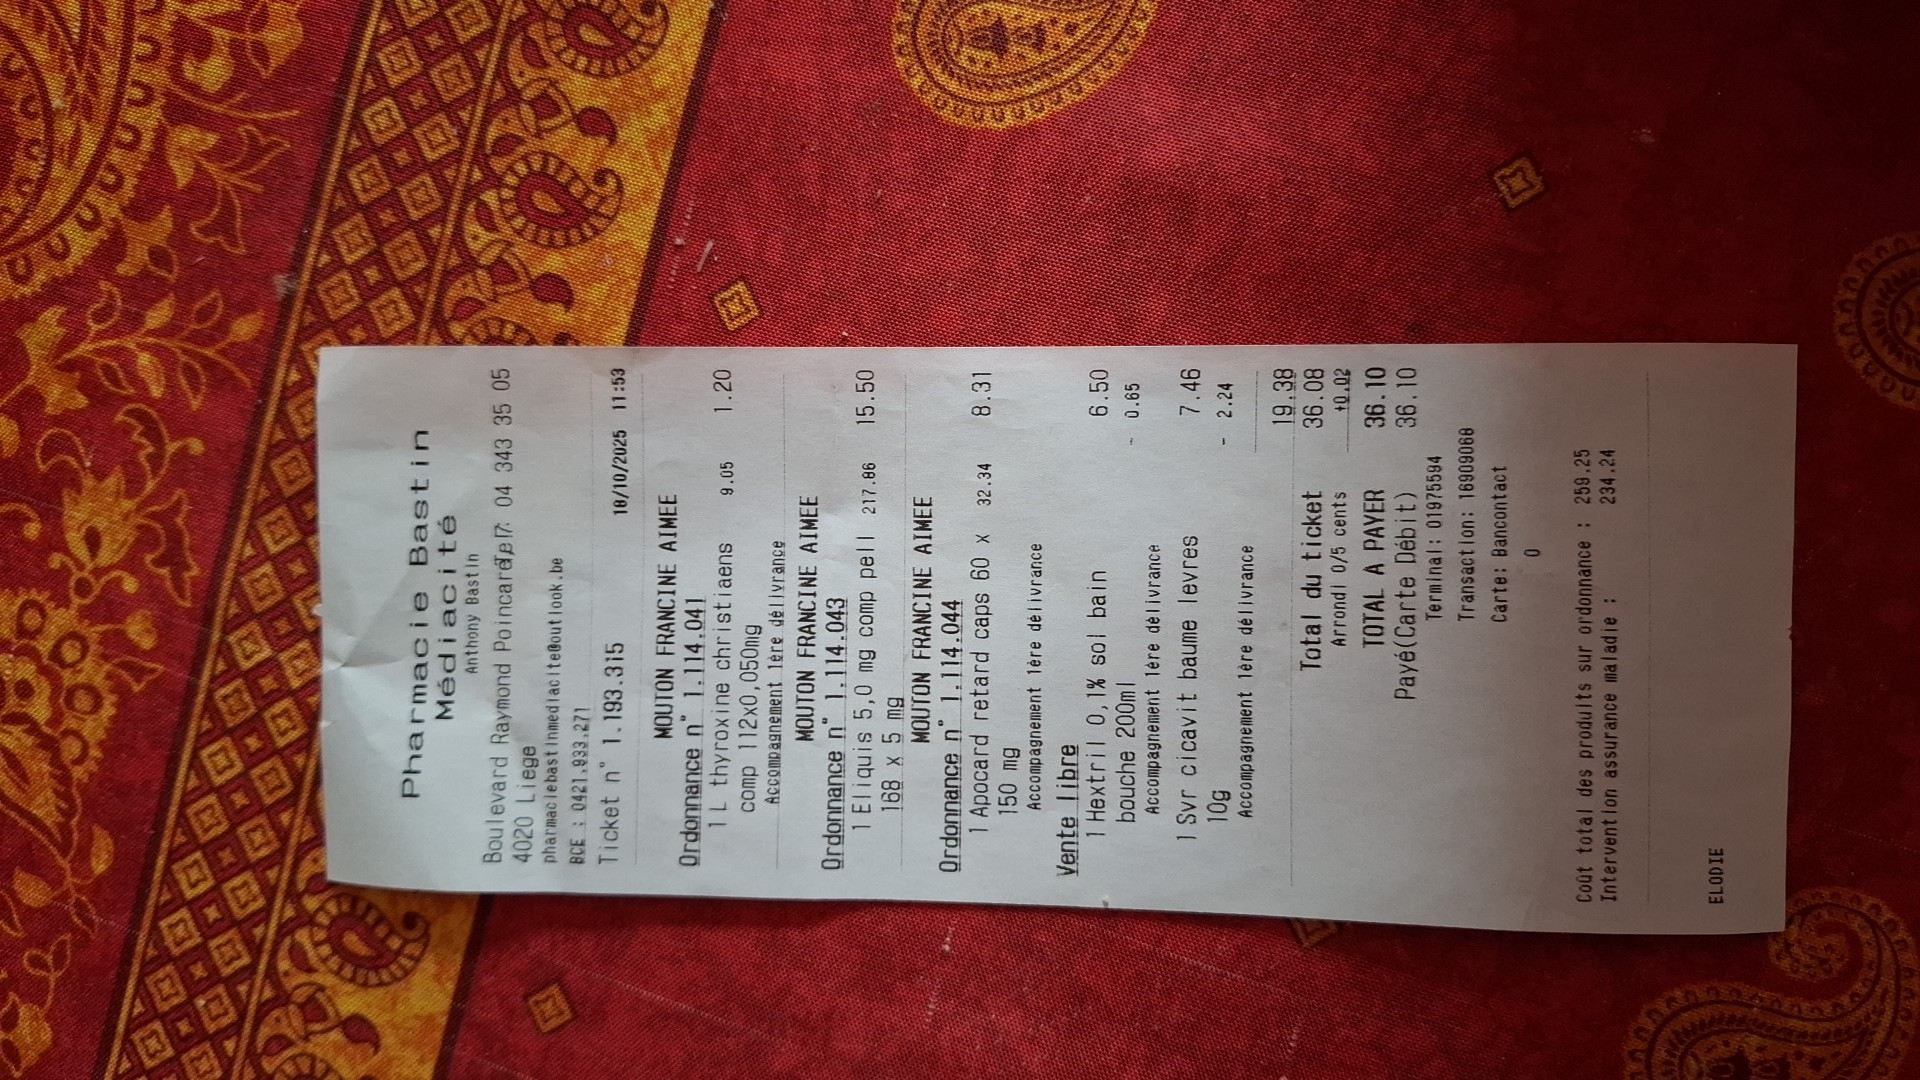 Pharmacie Bastin
Médiacité
Anthony Bastin
Boulevard Raymond Poincaré 7 04 343 35 05
4020 Liege
pharmaciebastinmediacite@outlook.be
BCE : 0421.933.271
Ticket n° 1.193.315 18/10/2025 11:53
MOUTON FRANCINE AIMEE
Ordonnance n° 1.114.041
1 L thyroxine christiaens 9.05 1.20
comp 112x0,050mg
Accompagnement 1ère délivrance
MOUTON FRANCINE AIMEE
Ordonnance n° 1.114.043
1 Eliquis 5,0 mg comp pell 217.86 15.50
168 x 5 mg
MOUTON FRANCINE AIMEE
Ordonnance n° 1.114.044
1 Apocard retard caps 60 x 32.34 8.31
150 mg
Accompagnement 1ère délivrance
Vente libre
1 Hextril 0,1% sol bain 6.50
bouche 200ml - 0.65
Accompagnement 1ère délivrance
1 Svr cicavit baume levres 7.46
10g - 2.24
Accompagnement 1ère délivrance
19.38
Total du ticket 36.08
Arrondi 0/5 cents +0.02
TOTAL A PAYER 36.10
Payé(Carte Débit) 36.10
Terminal: 01975594
Transaction: 16909068
Carte: Bancontact
0
Coût total des produits sur ordonnance : 259.25
Intervention assurance maladie : 234.24
ELODIE